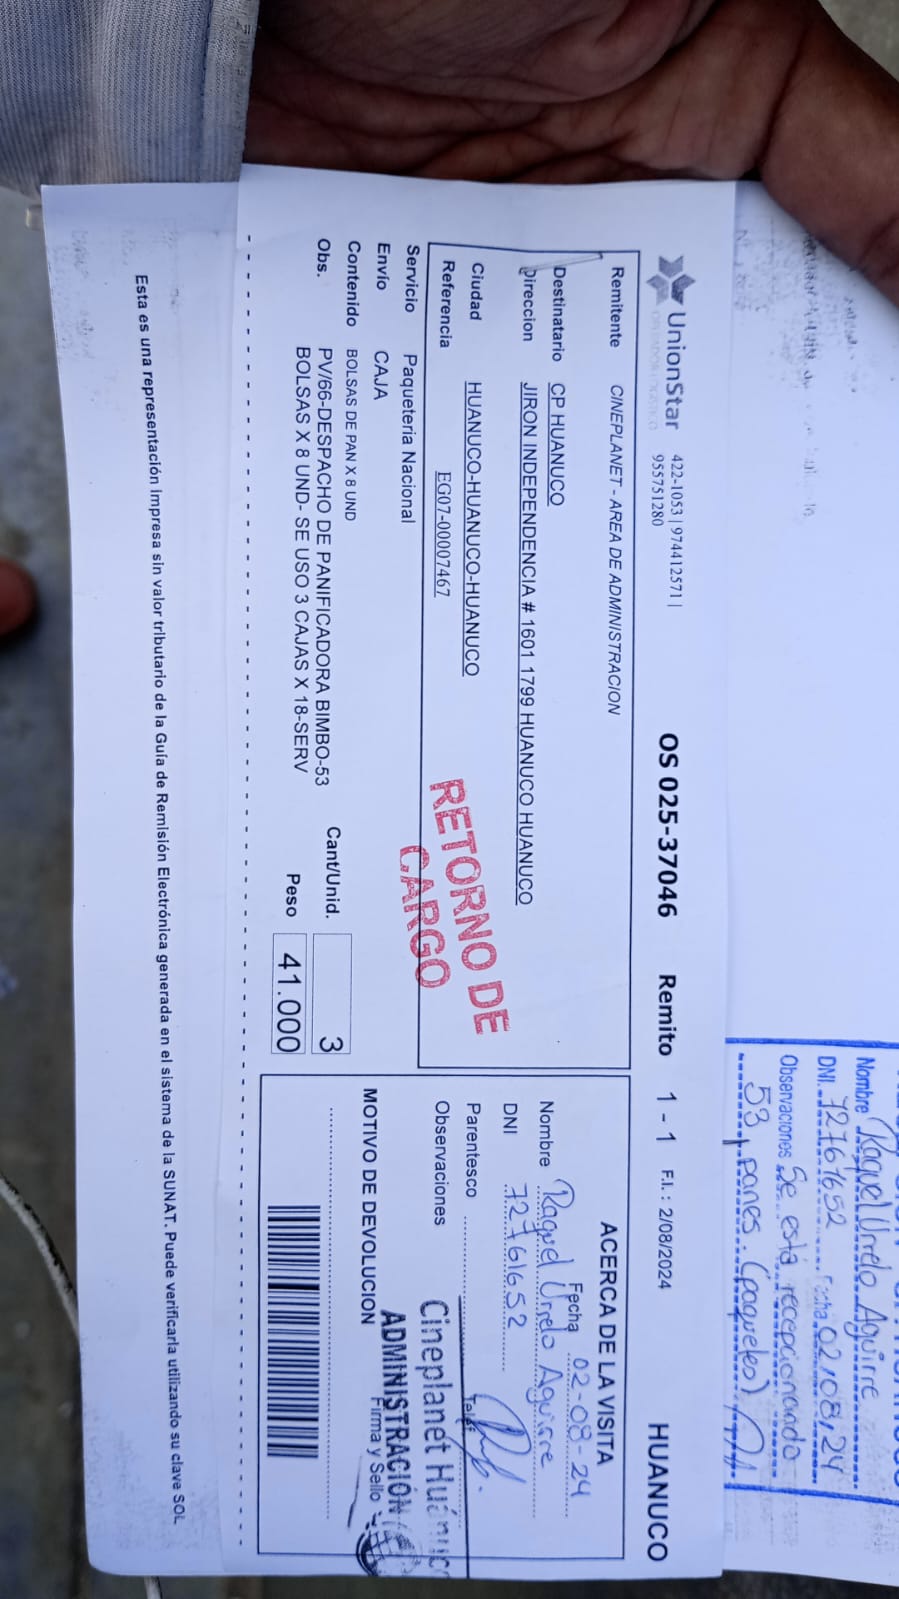 UnionStar
OPERADOR LOGISTICO
422-1053 | 974412571 |
955751280
OS 025-37046 Remito 1 - 1 F.I.: 2/08/2024 HUANUCO
Remitente CINEPLANET - AREA DE ADMINISTRACION
Destinatario CP HUANUCO
Direccion JIRON INDEPENDENCIA # 1601 1799 HUANUCO HUANUCO
Ciudad HUANUCO-HUANUCO-HUANUCO
Referencia EG07-00007467
RETORNO DE
CARGO
Servicio Paqueteria Nacional
Envío CAJA
Contenido BOLSAS DE PAN X 8 UND
Obs. PV/66-DESPACHO DE PANIFICADORA BIMBO-53
BOLSAS X 8 UND- SE USO 3 CAJAS X 18-SERV
Cant/Unid. 3
Peso 41.000
ACERCA DE LA VISITA
Fecha 02-08-24
Nombre Raquel Urrelo Aguirre
DNI 72761652
Parentesco
Observaciones
MOTIVO DE DEVOLUCION
Cineplanet Huánuco
ADMINISTRACION
Firma y Sello
Esta es una representación impresa sin valor tributario de la Guía de Remisión Electrónica generada en el sistema de la SUNAT. Puede verificarla utilizando su clave SOL
Nombre Raquel Urrelo Aguirre
DNI. 72761652 Fecha 02/08/24
Observaciones Se está recepcionando
53 panes. (paquetes)